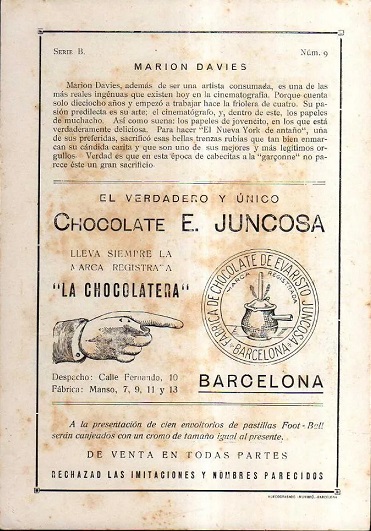 SERIE B. NÚM. 9
MARION DAVIES
Marion Davies, además de ser una artista consumada, es una de las
más reales ingénuas que existen hoy en la cinematografía. Porque cuenta
solo dieciocho años y empezó a trabajar hace la friolera de cuatro. Su pa-
sión predilecta es su arte; el cinematógrafo, y, dentro de este, los papeles
de muchacho. Así como suena: los papeles de jovencito, en los que está
verdaderamente deliciosa. Para hacer "El Nueva York de antaño", una
de sus preferidas, sacrificó esas bellas trenzas rubias que tan bien enmar-
can su cándida carita y que son uno de sus mejores y más legítimos or-
gullos. Verdad es que en esta época de cabecitas a la "garçonne" no pa-
rece éste un gran sacrificio
EL VERDADERO Y ÚNICO
CHOCOLATE E. JUNCOSA
LLEVA SIEMPRE LA
MARCA REGISTRADA
"LA CHOCOLATERA"
FÁBRICA DE CHOCOLATE DE EVARISTO JUNCOSA
MARCA REGISTRADA
BARCELONA
Despacho: Calle Fernando, 10
Fábrica: Manso, 7, 9, 11 y 13
BARCELONA
A la presentación de cien envoltorios de pastillas Foot-Ball
serán canjeados con un cromo de tamaño igual al presente.
DE VENTA EN TODAS PARTES
RECHAZAD LAS IMITACIONES Y NOMBRES PARECIDOS